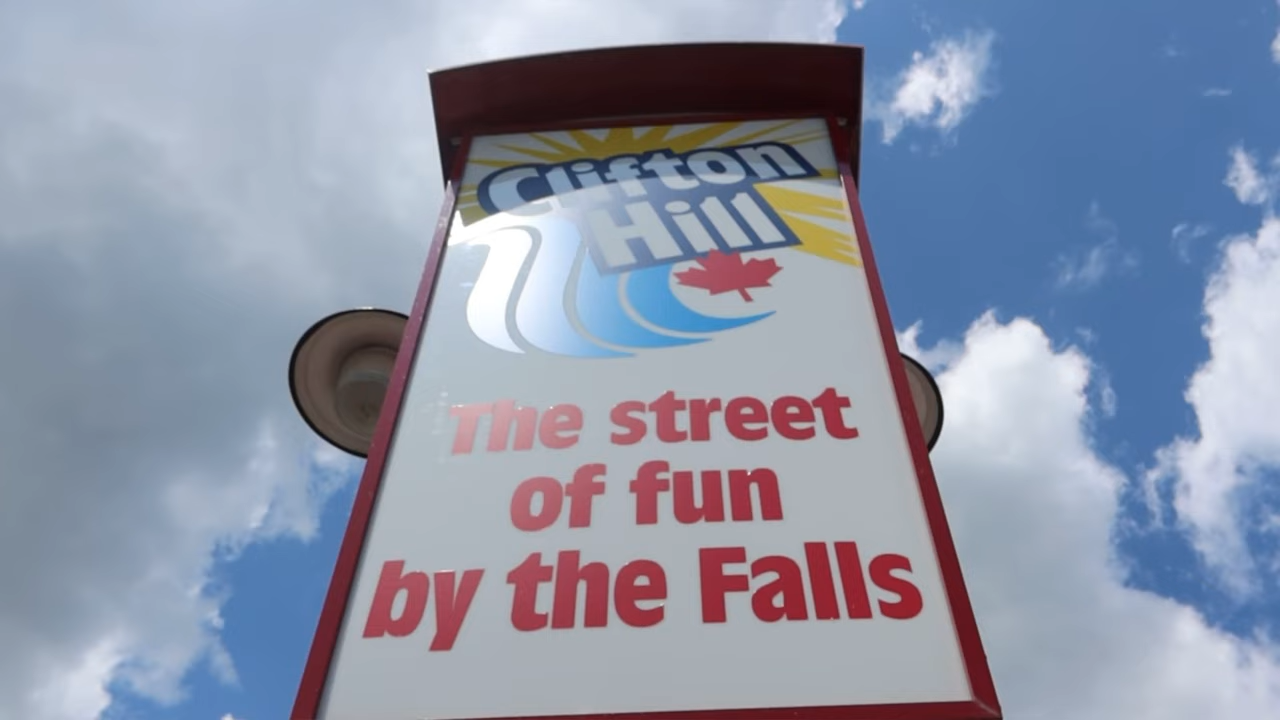 Clifton
Hill
The street
of fun
by the Falls